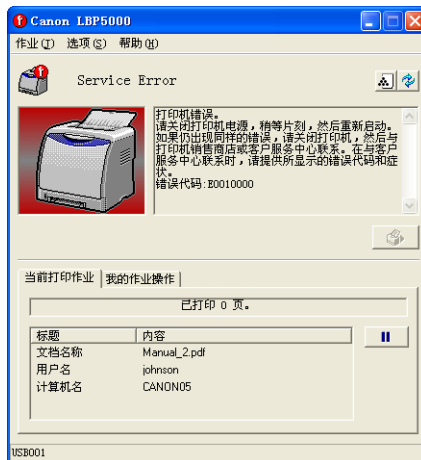 Canon LBP5000
作业(J) 选项(S) 帮助(H)
Service Error
打印机错误。
请关闭打印机电源，稍等片刻，然后重新启动。
如果仍出现同样的错误，请关闭打印机，然后与
打印机销售商店或客户服务中心联系。在与客户
服务中心联系时，请提供所显示的错误代码和症
状。
错误代码:E0010000
当前打印作业 我的作业操作
已打印 0 页。
标题 内容
文档名称 Manual_2.pdf
用户名 johnson
计算机名 CANON05
USB001